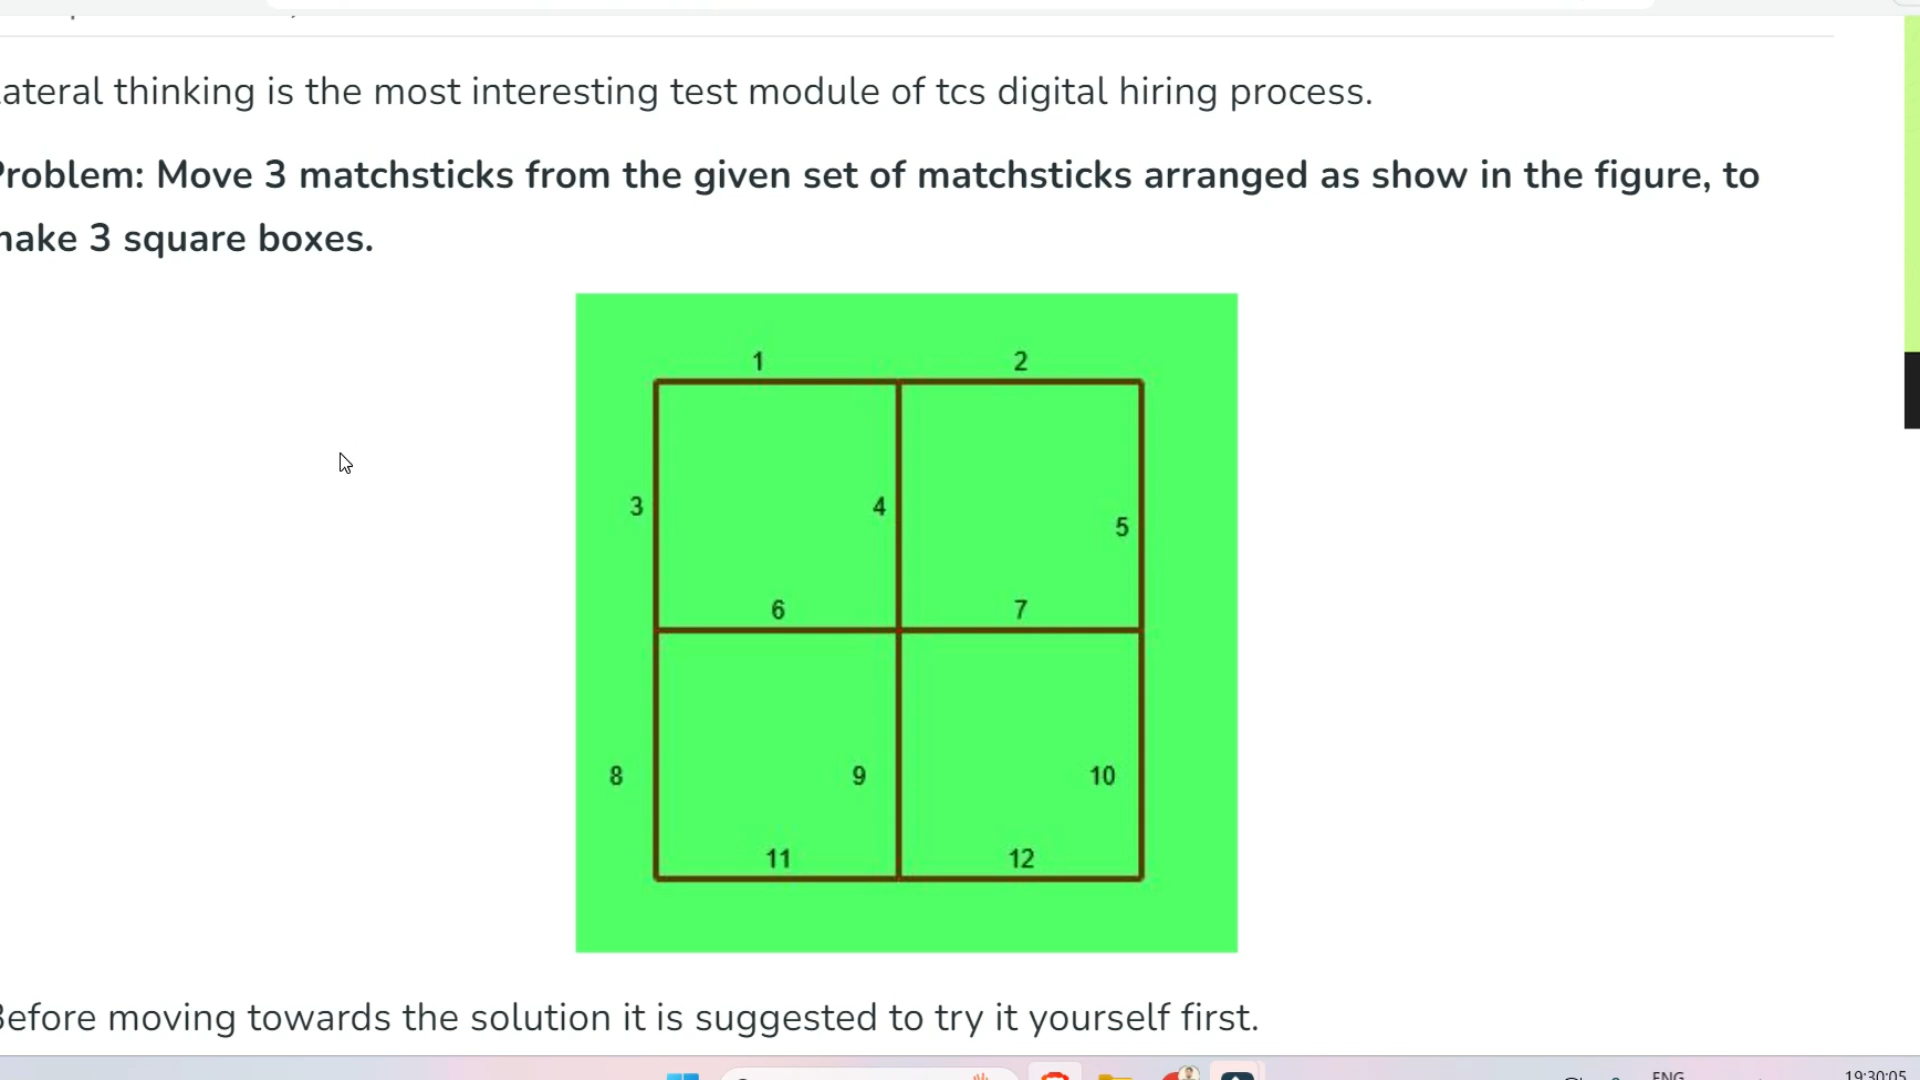 ateral thinking is the most interesting test module of tcs digital hiring process.
Problem: Move 3 matchsticks from the given set of matchsticks arranged as show in the figure, to
make 3 square boxes.
1 2
3 4 5
6 7
8 9 10
11 12
Before moving towards the solution it is suggested to try it yourself first.
ENG 19:30:05